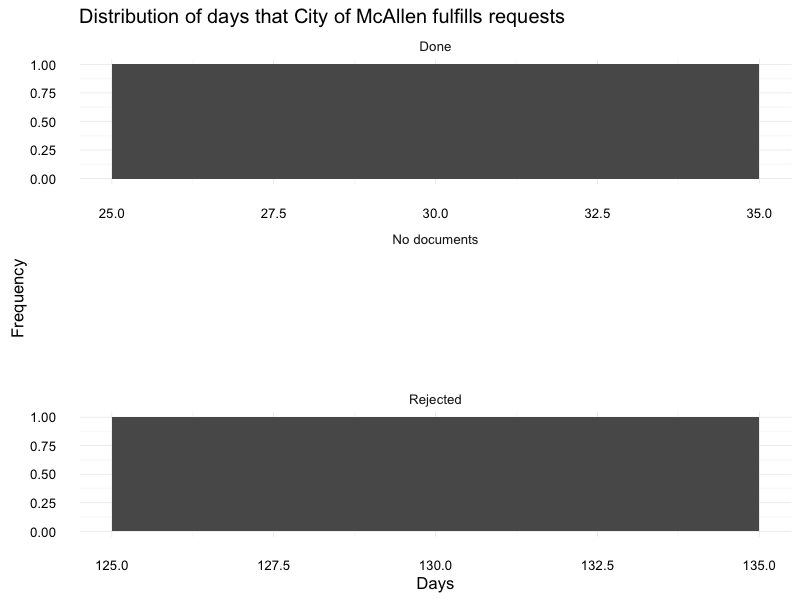 Distribution of days that City of McAllen fulfills requests
Done
1.00
0.75
0.50
0.25
0.00
25.0 27.5 30.0 32.5 35.0
No documents
Frequency
Rejected
1.00
0.75
0.50
0.25
0.00
125.0 127.5 130.0 132.5 135.0
Days